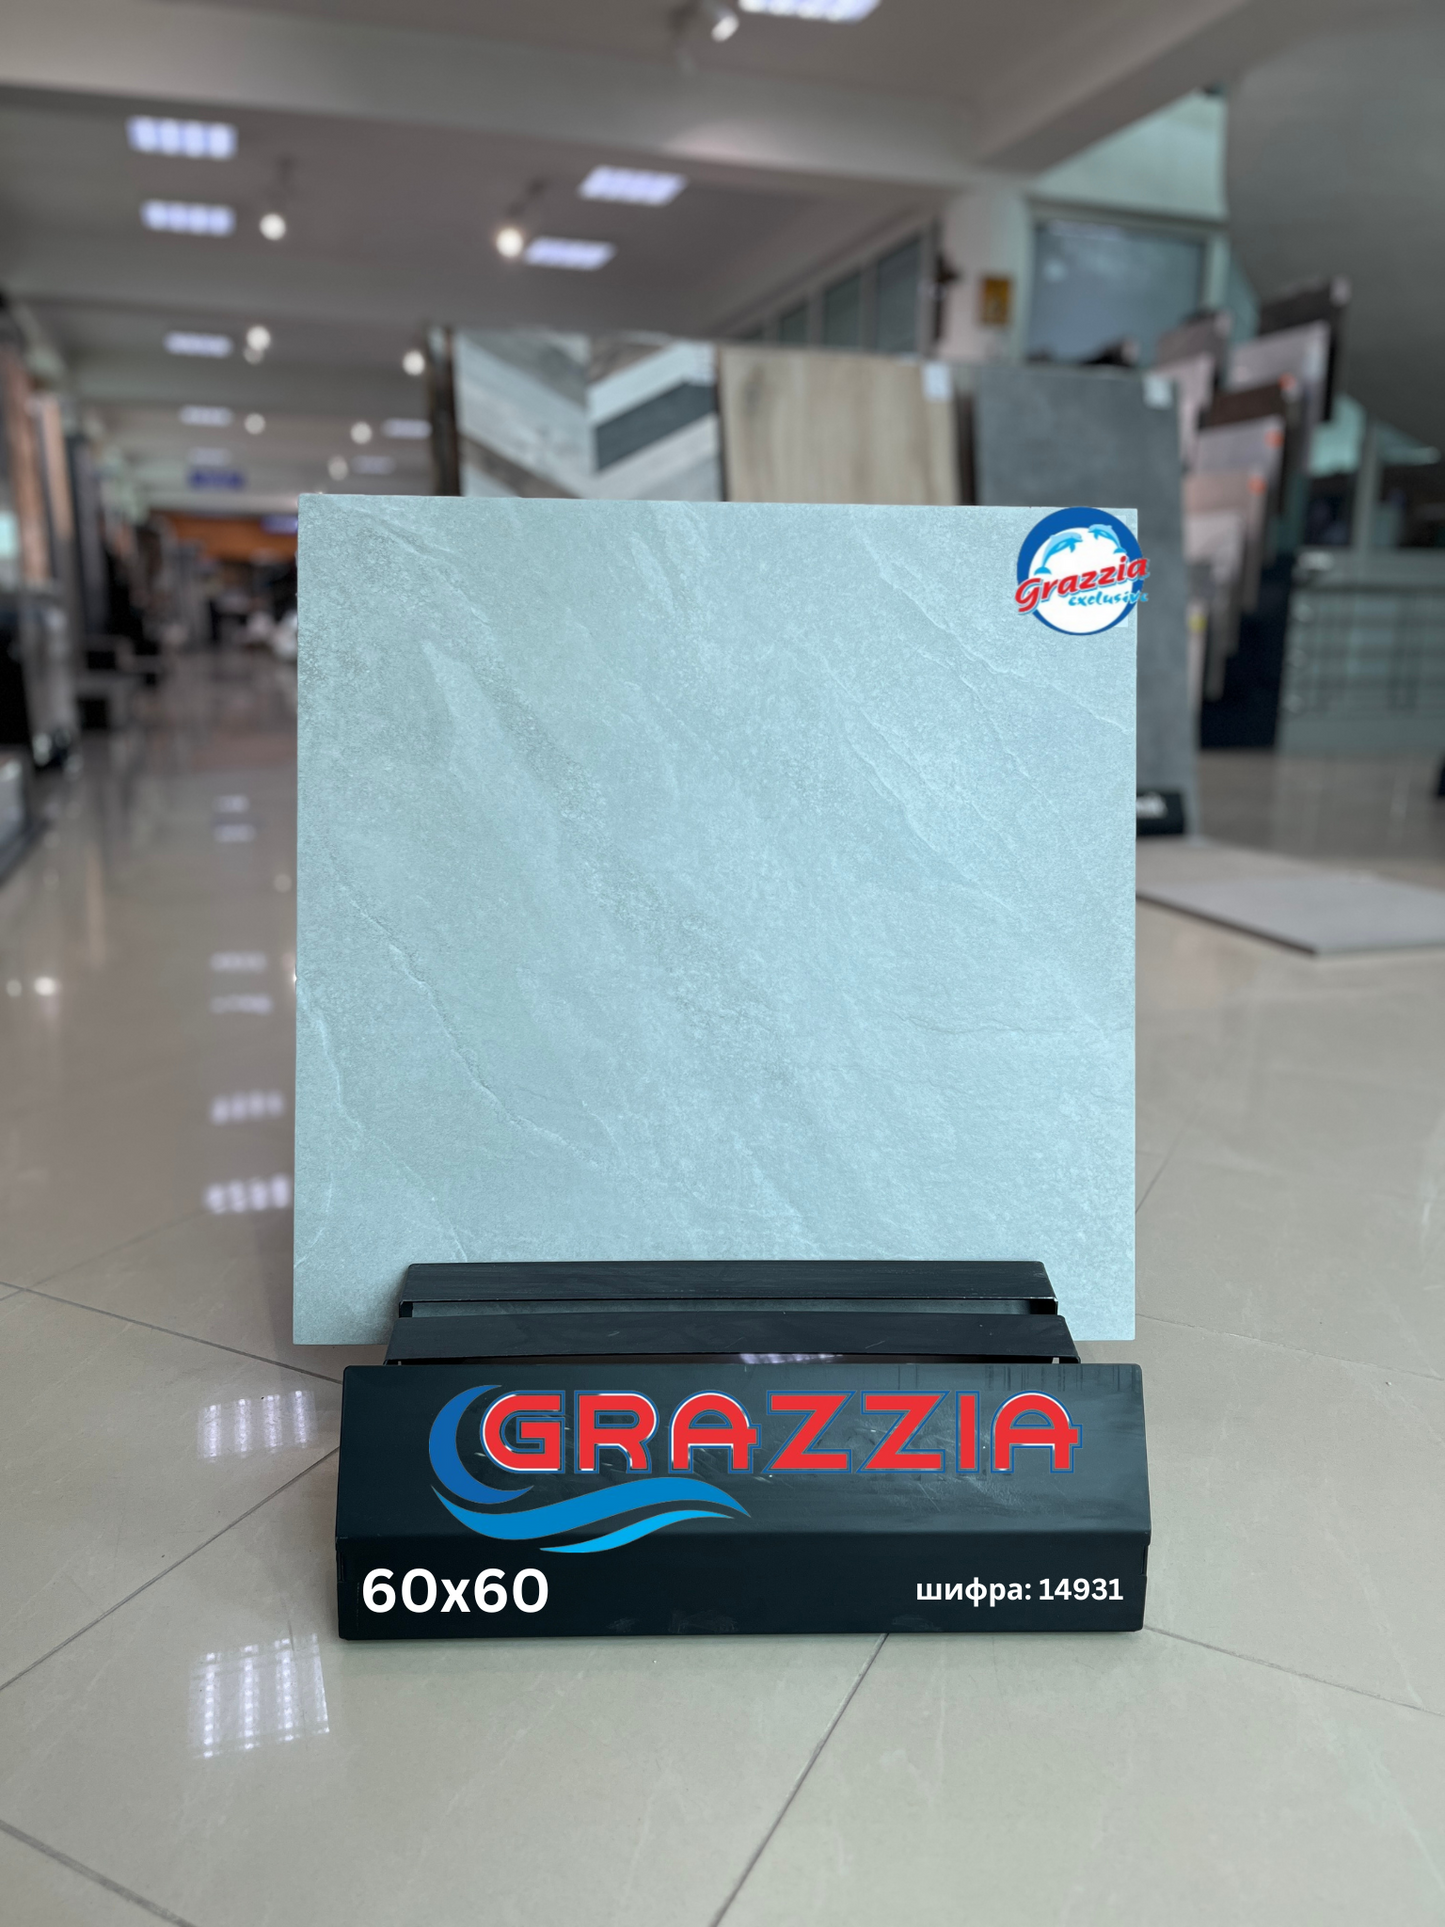 Grazzia
exclusive
GRAZZIA
60x60
шифра: 14931